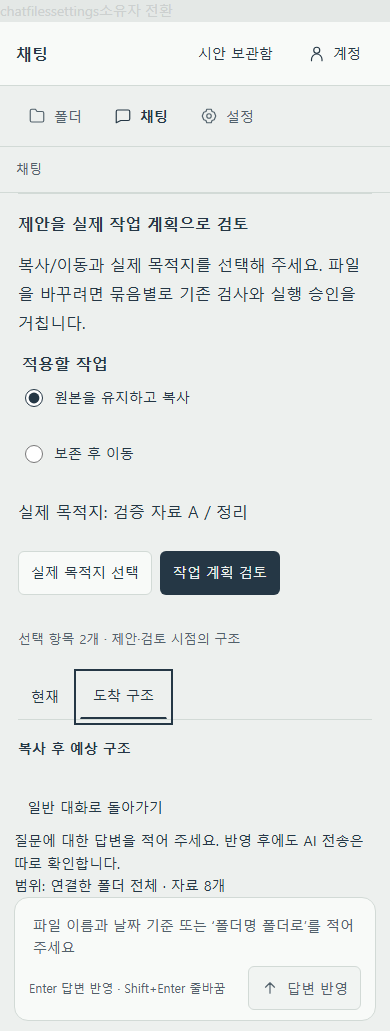 chatfilessettings소유자 전환
채팅
시안 보관함
계정
폴더
채팅
설정
채팅
제안을 실제 작업 계획으로 검토
복사/이동과 실제 목적지를 선택해 주세요. 파일
을 바꾸려면 묶음별로 기존 검사와 실행 승인을
거칩니다.
적용할 작업
원본을 유지하고 복사
보존 후 이동
실제 목적지: 검증 자료 A / 정리
실제 목적지 선택
작업 계획 검토
선택 항목 2개 · 제안·검토 시점의 구조
현재
도착 구조
복사 후 예상 구조
일반 대화로 돌아가기
질문에 대한 답변을 적어 주세요. 반영 후에도 AI 전송은
따로 확인합니다.
범위: 연결한 폴더 전체 · 자료 8개
파일 이름과 날짜 기준 또는 ‘폴더명 폴더로’를 적어
주세요
Enter 답변 반영 · Shift+Enter 줄바꿈
답변 반영